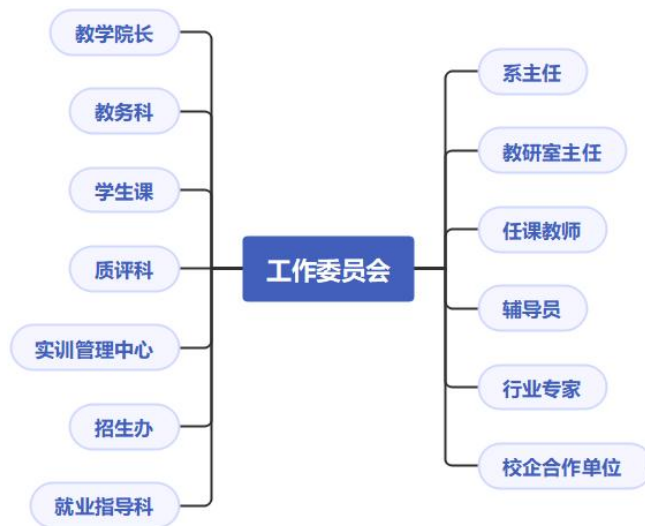 教学院长
教务科
学生课
质评科
实训管理中心
招生办
就业指导科
工作委员会
系主任
教研室主任
任课教师
辅导员
行业专家
校企合作单位